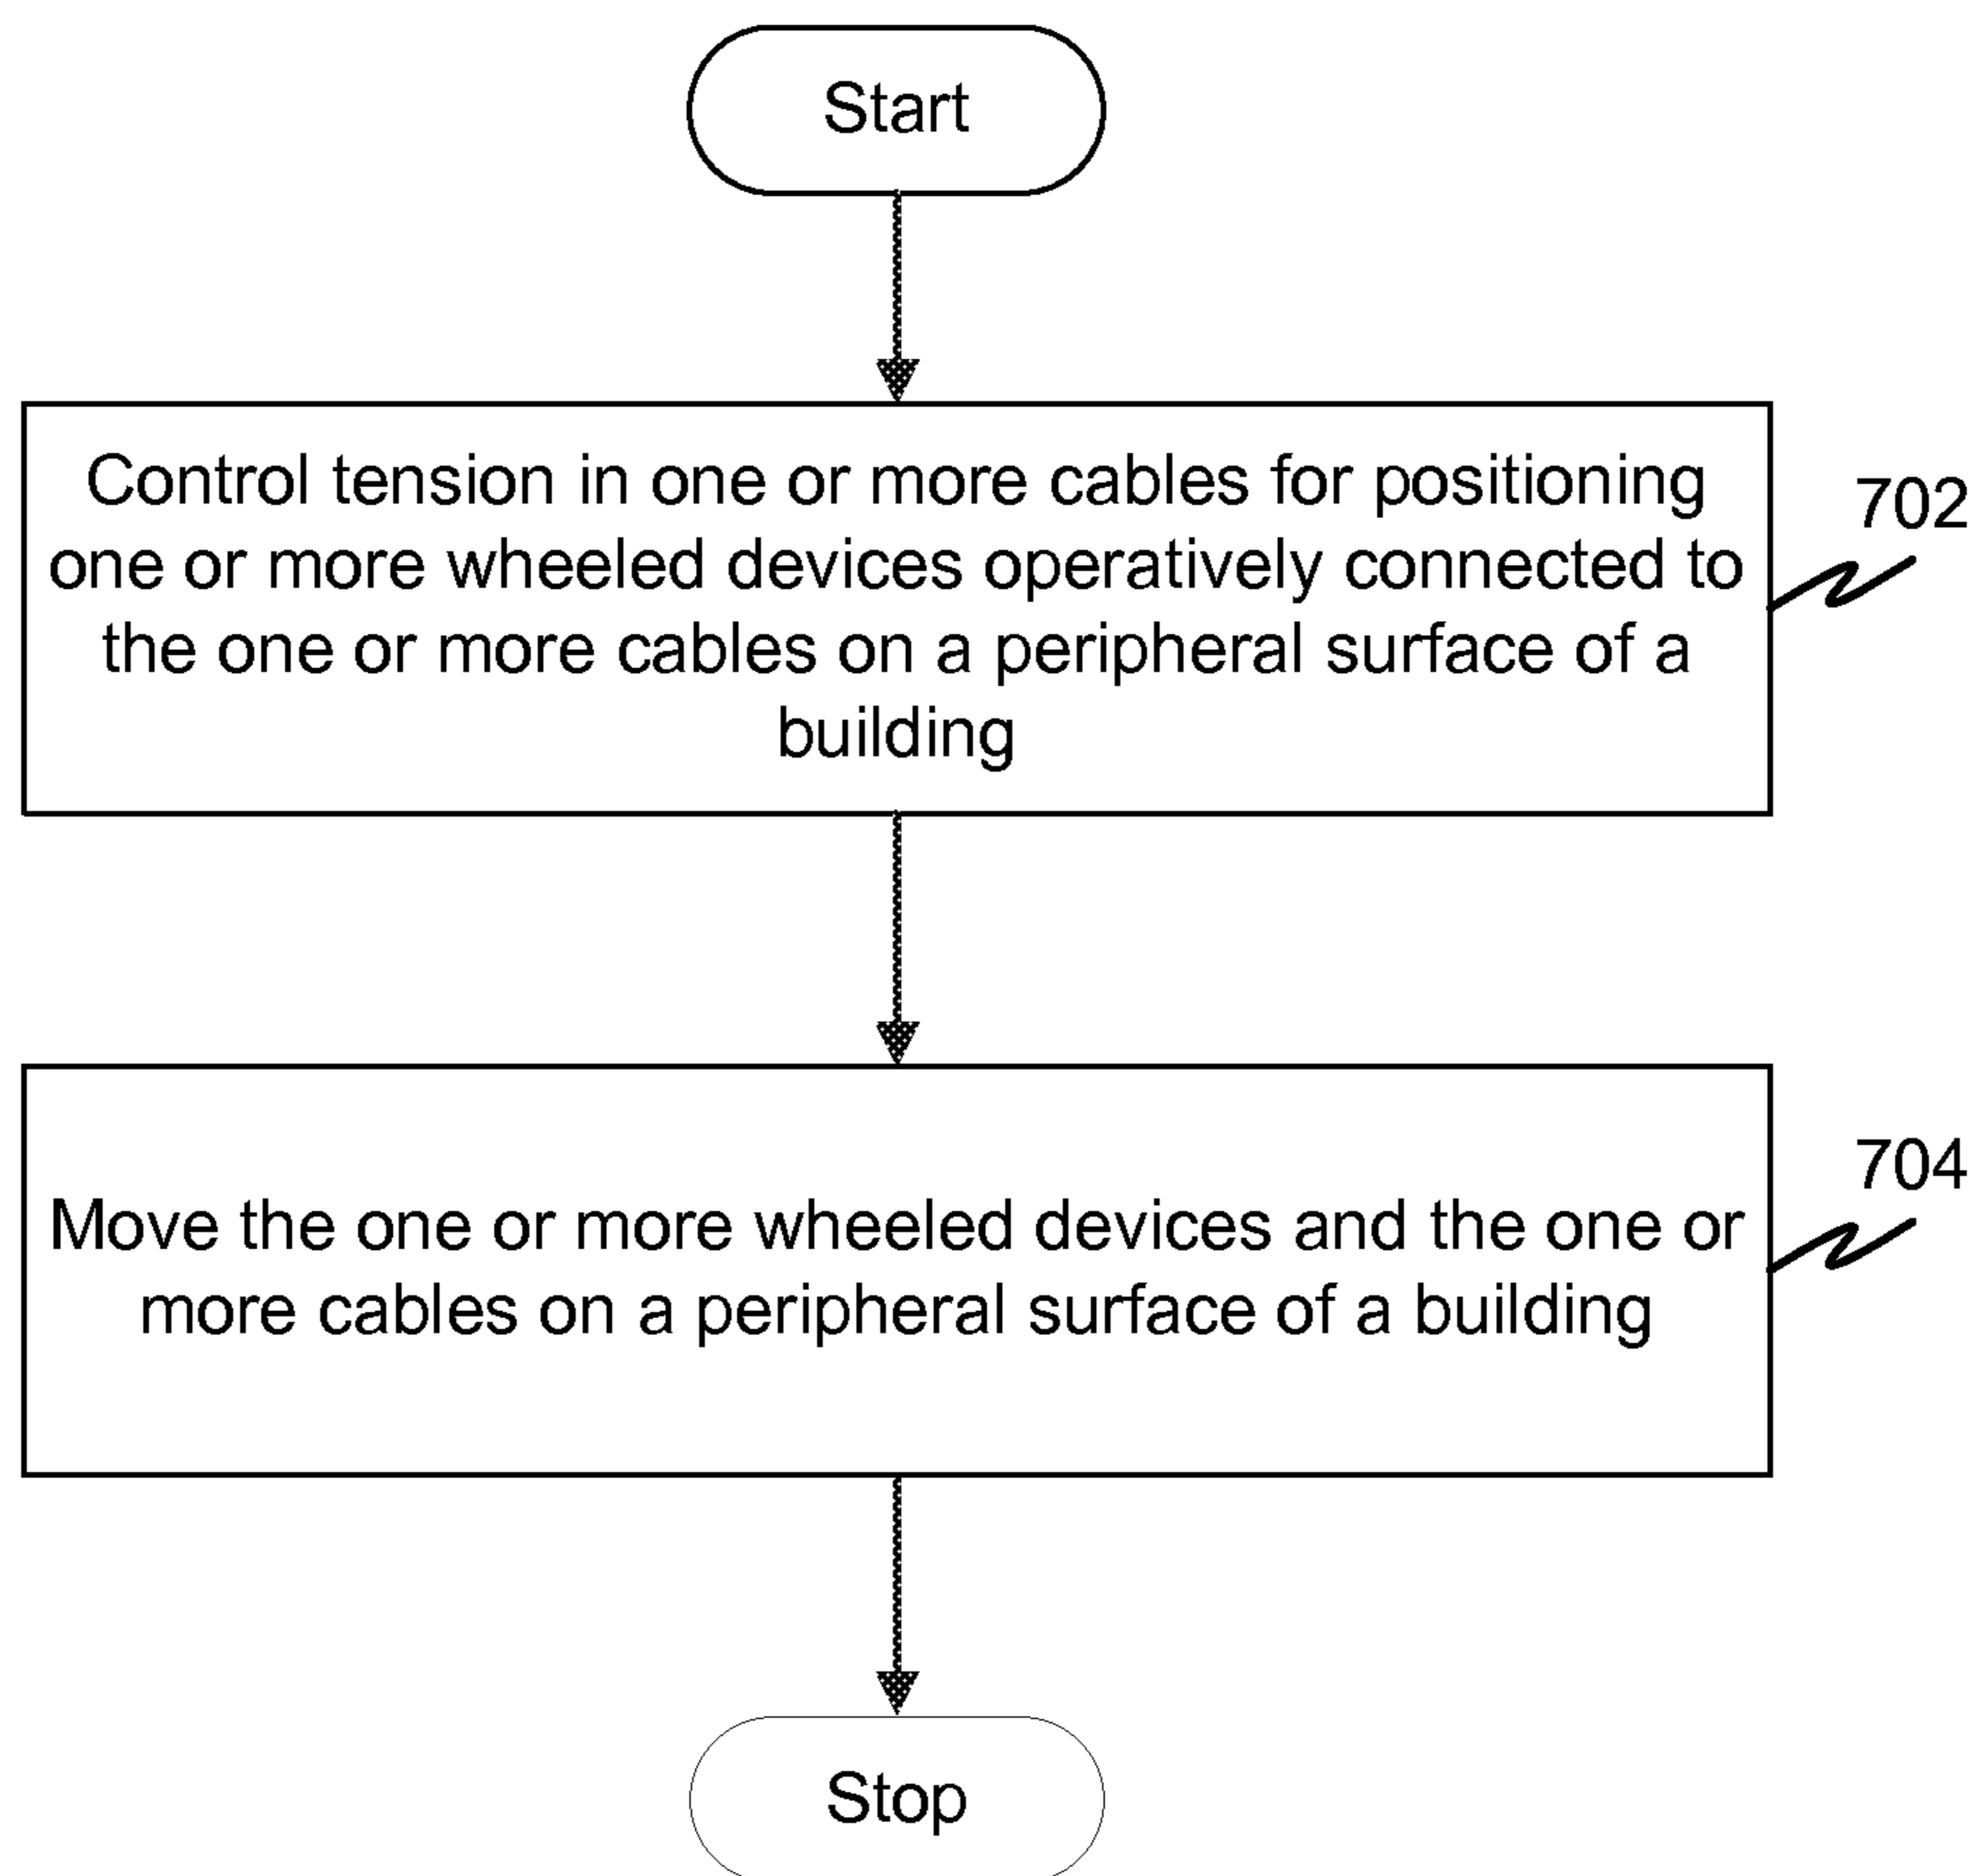 Start
Control tension in one or more cables for positioning
one or more wheeled devices operatively connected to
the one or more cables on a peripheral surface of a
building
702
Move the one or more wheeled devices and the one or
more cables on a peripheral surface of a building
704
Stop